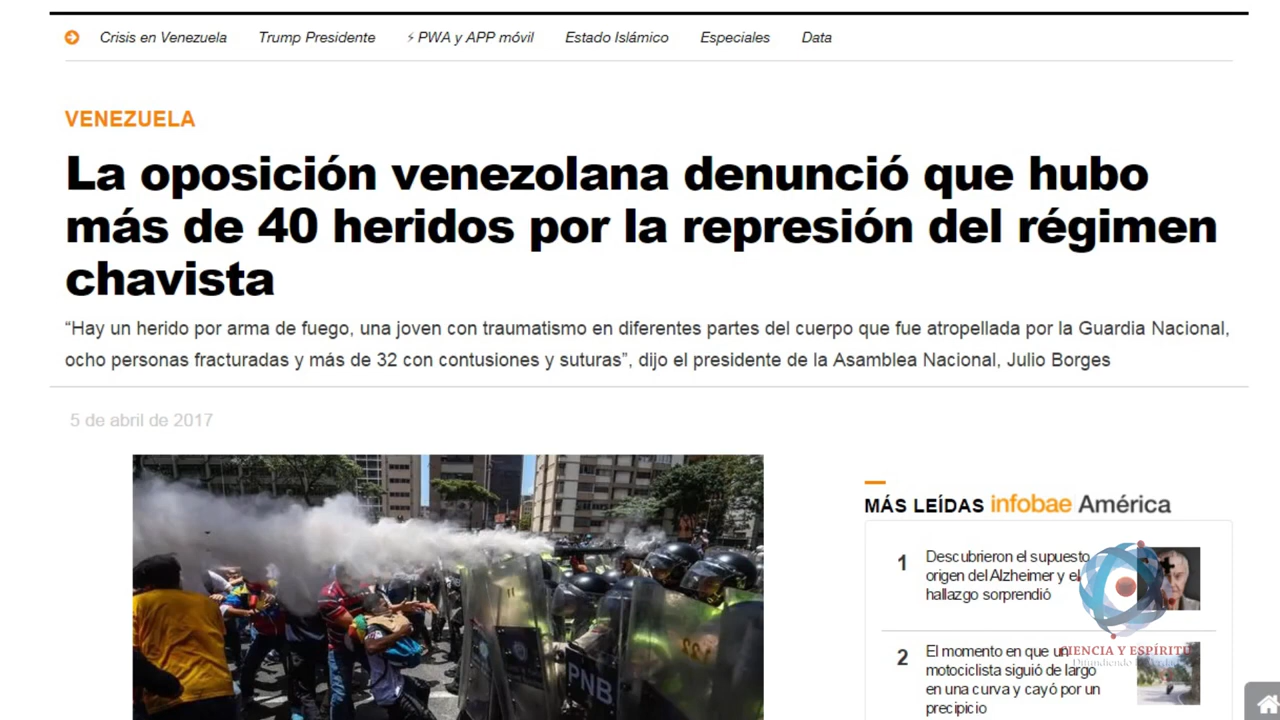 Crisis en Venezuela Trump Presidente ⚡ PWA y APP móvil Estado Islámico Especiales Data
VENEZUELA
La oposición venezolana denunció que hubo
más de 40 heridos por la represión del régimen
chavista
“Hay un herido por arma de fuego, una joven con traumatismo en diferentes partes del cuerpo que fue atropellada por la Guardia Nacional,
ocho personas fracturadas y más de 32 con contusiones y suturas”, dijo el presidente de la Asamblea Nacional, Julio Borges
5 de abril de 2017
PNB
MÁS LEÍDAS infobae América
1
Descubrieron el supuesto
origen del Alzheimer y el
hallazgo sorprendió
2
El momento en que un
motociclista siguió de largo
en una curva y cayó por un
precipicio
CIENCIA Y ESPÍRITU
Difundiendo